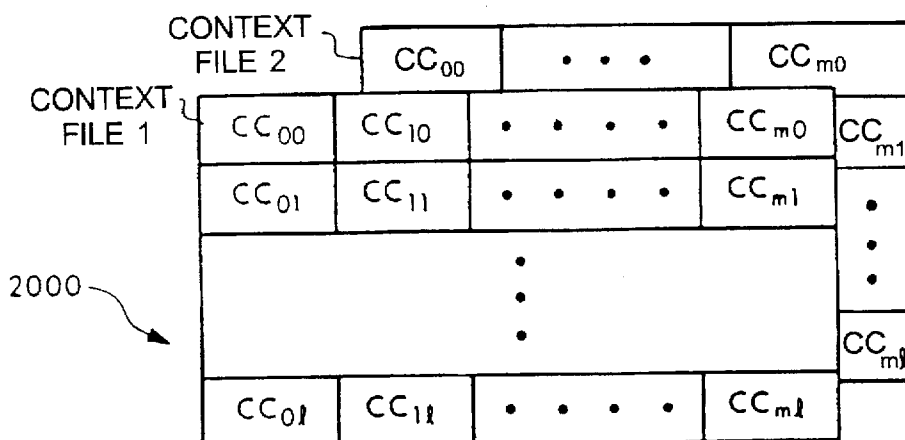 CONTEXT FILE 2
CC₀₀ • • • CCₘ₀
CONTEXT FILE 1
CC₀₀ CC₁₀ • • • • CCₘ₀
CCₘ₁
CC₀₁ CC₁₁ • • • • CCₘ₁
2000
CCₘₗ
CC₀ₗ CC₁ₗ • • • • CCₘₗ